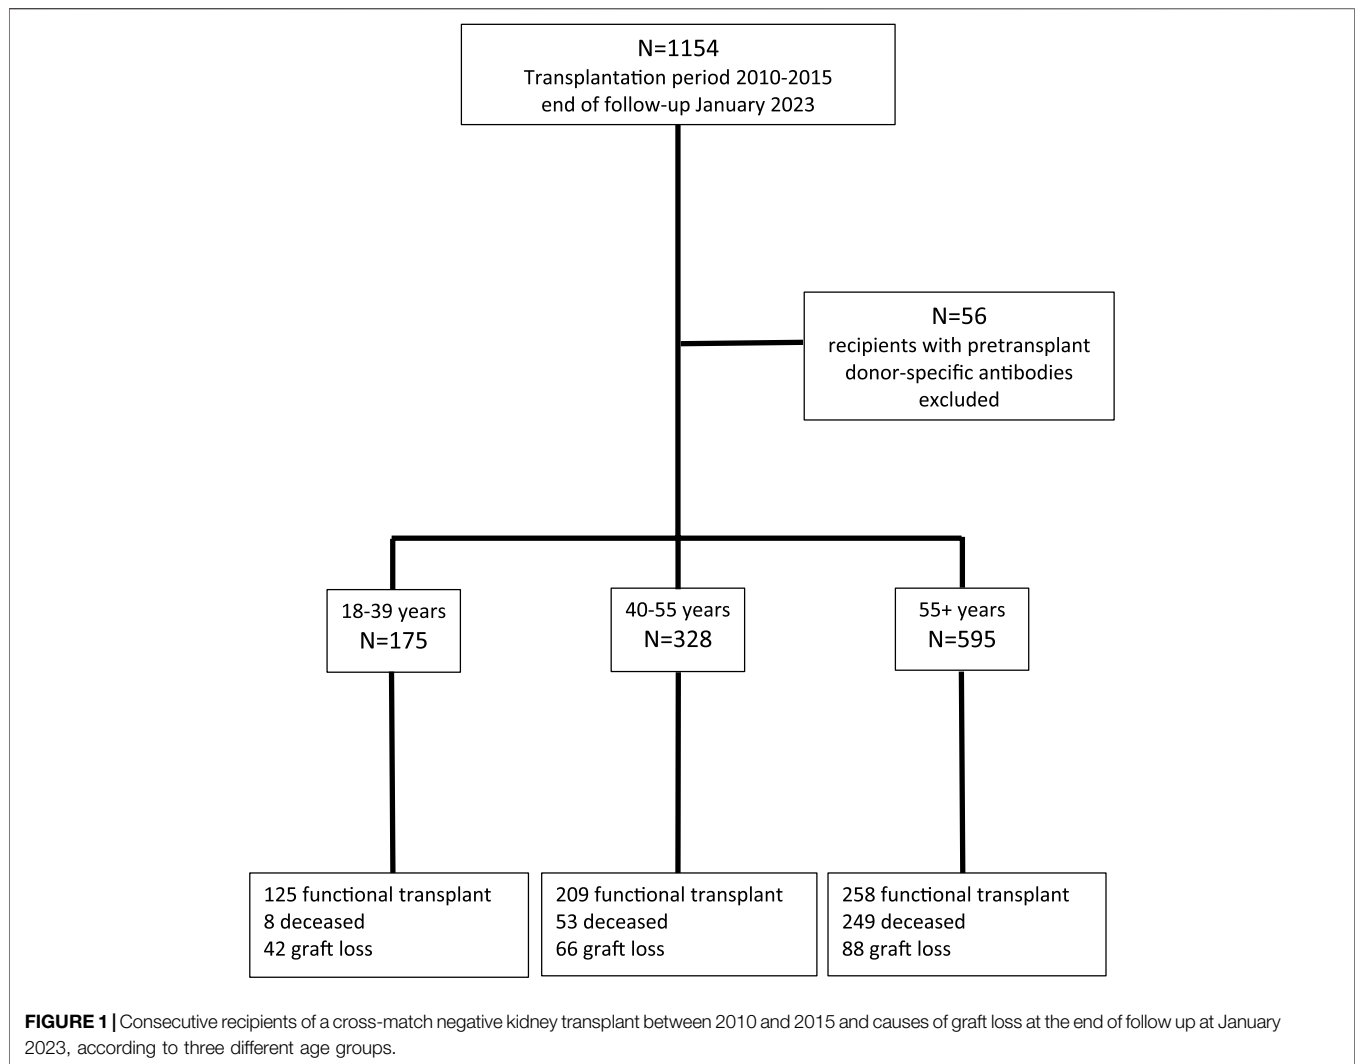 N=1154
Transplantation period 2010-2015
end of follow-up January 2023
N=56
recipients with pretransplant
donor-specific antibodies
excluded
18-39 years
N=175
40-55 years
N=328
55+ years
N=595
125 functional transplant
8 deceased
42 graft loss
209 functional transplant
53 deceased
66 graft loss
258 functional transplant
249 deceased
88 graft loss
FIGURE 1 | Consecutive recipients of a cross-match negative kidney transplant between 2010 and 2015 and causes of graft loss at the end of follow up at January
2023, according to three different age groups.